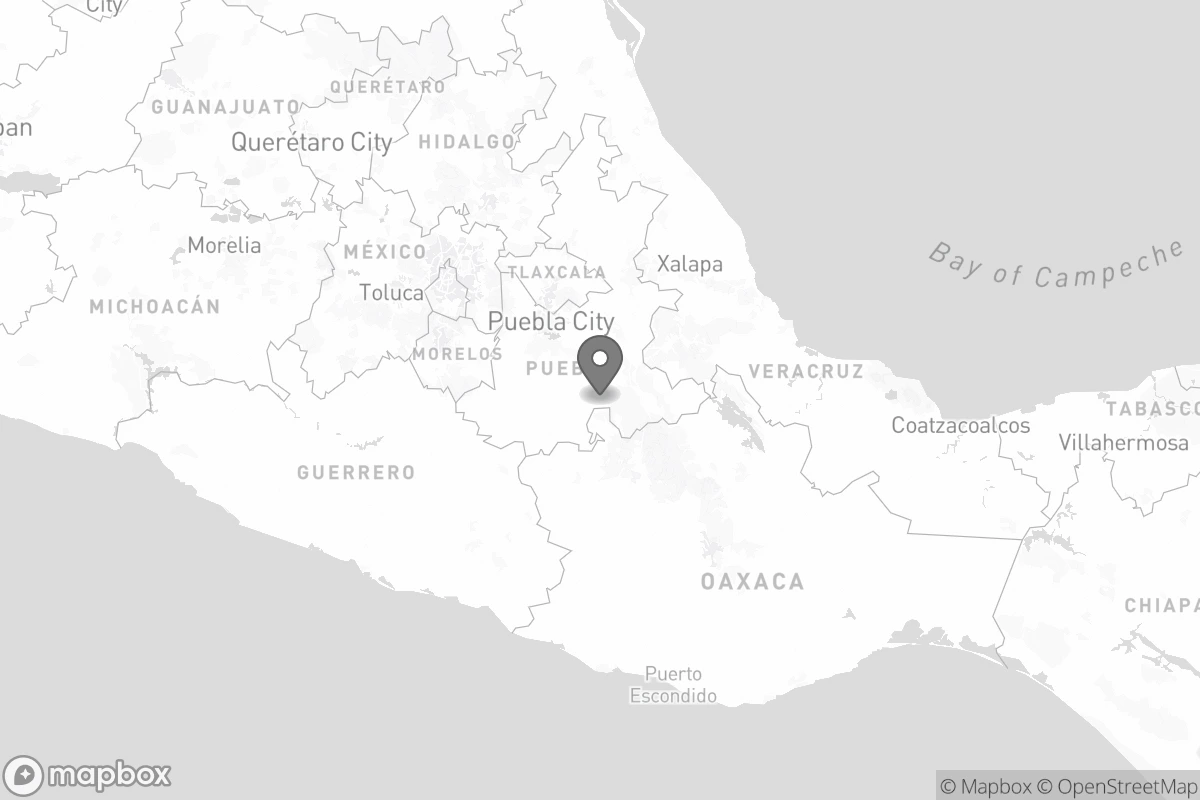 City
QUERÉTARO
GUANAJUATO
pan
Querétaro City
HIDALGO
Morelia
MÉXICO
TLAXCALA
Xalapa
Bay of Campeche
Toluca
MICHOACÁN
Puebla City
MORELOS
PUEB
VERACRUZ
TABASCO
Coatzacoalcos
Villahermosa
GUERRERO
OAXACA
CHIAPA
Puerto
Escondido
mapbox
© Mapbox © OpenStreetMap